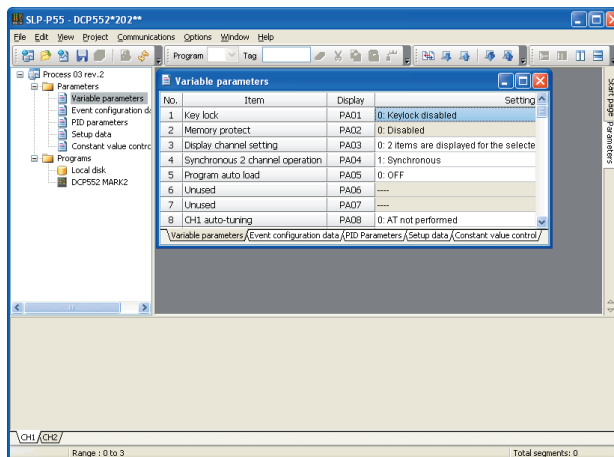 SLP-P55 - DCP552*202**
File Edit View Project Communications Options Window Help
Program Tag
Process 03 rev.2
Parameters
Variable parameters
Event configuration da
PID parameters
Setup data
Constant value contro
Programs
Local disk
DCP552 MARK2
Variable parameters
No. Item Display Setting
1 Key lock PA01 0: Keylock disabled
2 Memory protect PA02 0: Disabled
3 Display channel setting PA03 0: 2 items are displayed for the selecte
4 Synchronous 2 channel operation PA04 1: Synchronous
5 Program auto load PA05 0: OFF
6 Unused PA06 ----
7 Unused PA07 ----
8 CH1 auto-tuning PA08 0: AT not performed
Variable parameters Event configuration data PID Parameters Setup data Constant value control
Start page
Parameters
CH1 CH2
Range : 0 to 3 Total segments: 0